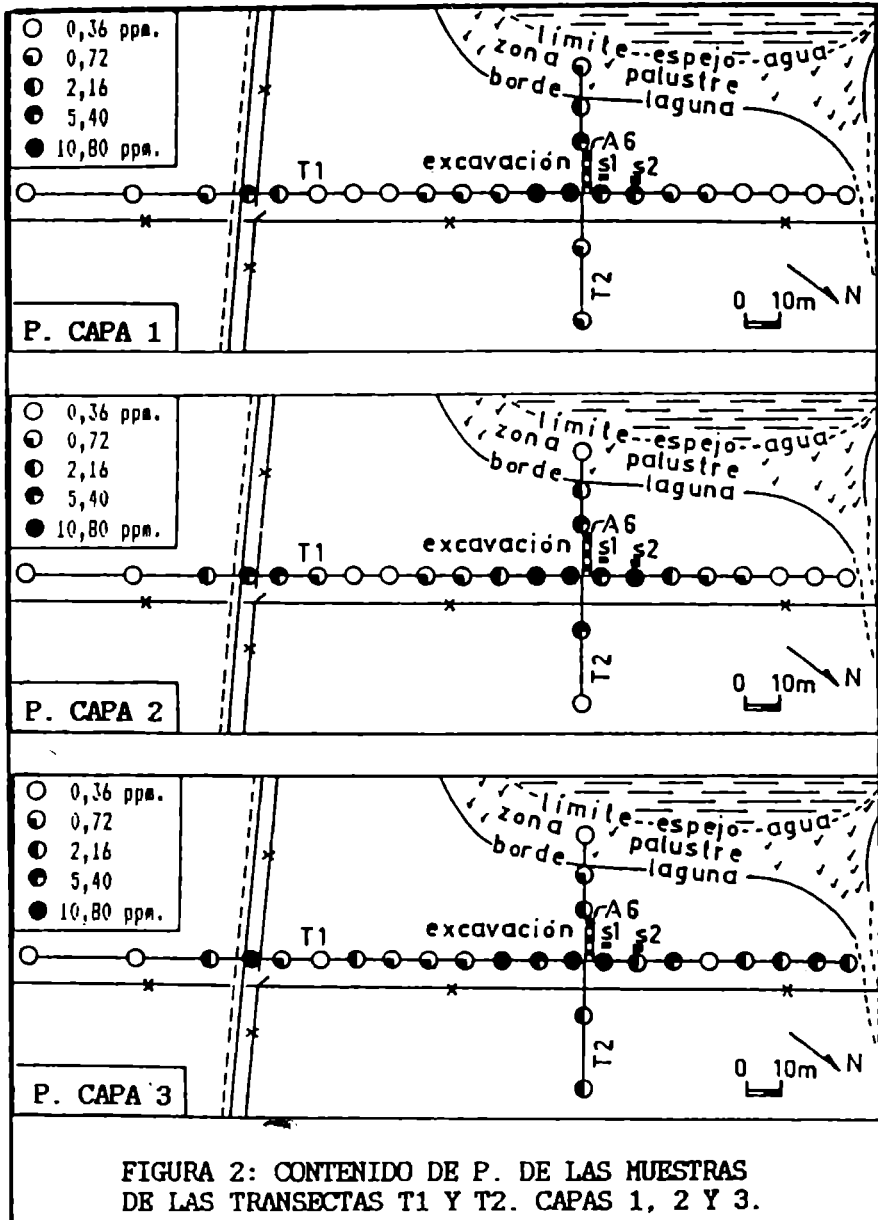 0,36 ppm.
0,72
2,16
5,40
10,80 ppm.
límite--espejo--agua
zona palustre
borde laguna
T1
excavación
A6
s1
s2
T2
0 10m
N
P. CAPA 1
0,36 ppm.
0,72
2,16
5,40
10,80 ppm.
límite--espejo--agua
zona palustre
borde laguna
T1
excavación
A6
s1
s2
T2
0 10m
N
P. CAPA 2
0,36 ppm.
0,72
2,16
5,40
10,80 ppm.
límite--espejo--agua
zona palustre
borde laguna
T1
excavación
A6
s1
s2
T2
0 10m
N
P. CAPA 3
FIGURA 2: CONTENIDO DE P. DE LAS MUESTRAS
DE LAS TRANSECTAS T1 Y T2. CAPAS 1, 2 Y 3.